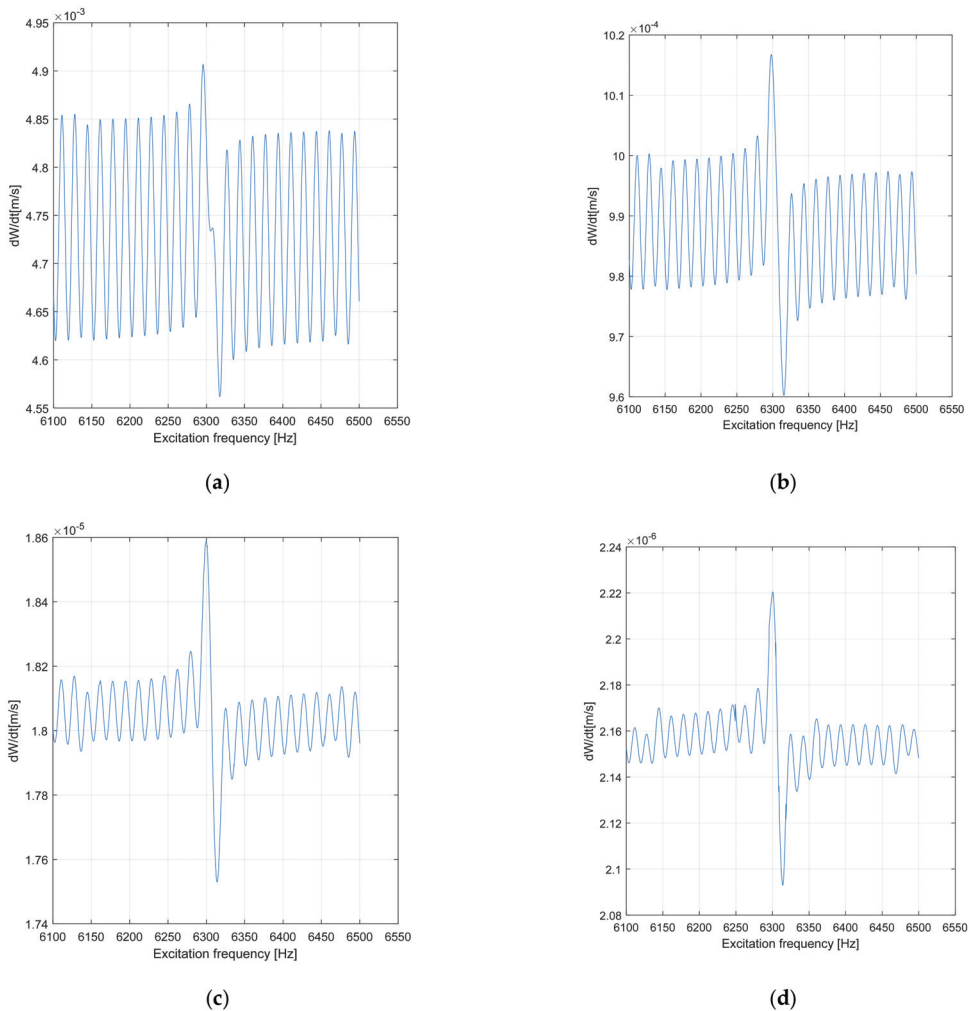 ×10⁻³
4.95
4.9
4.85
4.8
4.75
4.7
4.65
4.6
4.55
dW/dt[m/s]
6100 6150 6200 6250 6300 6350 6400 6450 6500 6550
Excitation frequency [Hz]
(a)
×10⁻⁴
10.2
10.1
10
9.9
9.8
9.7
9.6
dW/dt[m/s]
6100 6150 6200 6250 6300 6350 6400 6450 6500 6550
Excitation frequency [Hz]
(b)
×10⁻⁵
1.86
1.84
1.82
1.8
1.78
1.76
1.74
dW/dt[m/s]
6100 6150 6200 6250 6300 6350 6400 6450 6500 6550
Excitation frequency [Hz]
(c)
×10⁻⁶
2.24
2.22
2.2
2.18
2.16
2.14
2.12
2.1
2.08
dW/dt[m/s]
6100 6150 6200 6250 6300 6350 6400 6450 6500 6550
Excitation frequency [Hz]
(d)